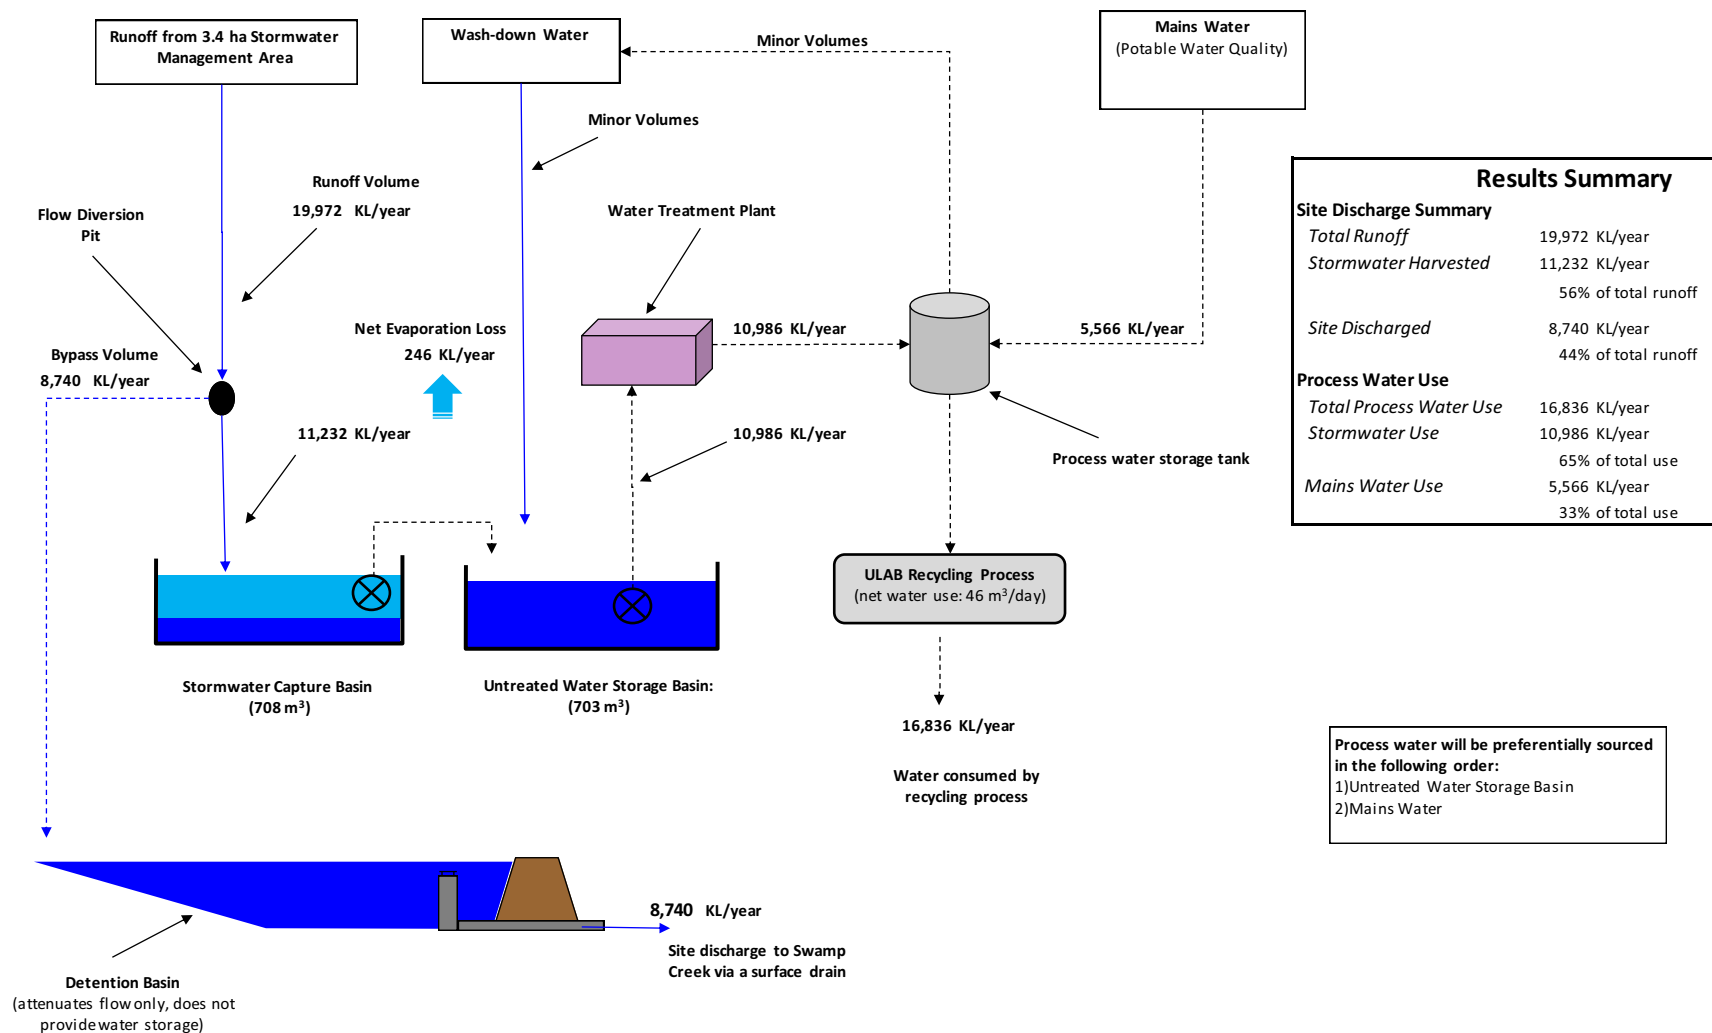 Runoff from 3.4 ha Stormwater
Management Area
Wash-down Water
Minor Volumes
Mains Water
(Potable Water Quality)
Minor Volumes
Runoff Volume
19,972 KL/year
Flow Diversion
Pit
Water Treatment Plant
Net Evaporation Loss
246 KL/year
10,986 KL/year
5,566 KL/year
Bypass Volume
8,740 KL/year
11,232 KL/year
10,986 KL/year
Process water storage tank
Results Summary
Site Discharge Summary
Total Runoff 19,972 KL/year
Stormwater Harvested 11,232 KL/year
56% of total runoff
Site Discharged 8,740 KL/year
44% of total runoff
Process Water Use
Total Process Water Use 16,836 KL/year
Stormwater Use 10,986 KL/year
65% of total use
Mains Water Use 5,566 KL/year
33% of total use
ULAB Recycling Process
(net water use: 46 m³/day)
Stormwater Capture Basin
(708 m³)
Untreated Water Storage Basin:
(703 m³)
16,836 KL/year
Water consumed by
recycling process
Process water will be preferentially sourced
in the following order:
1)Untreated Water Storage Basin
2)Mains Water
8,740 KL/year
Site discharge to Swamp
Creek via a surface drain
Detention Basin
(attenuates flow only, does not
provide water storage)